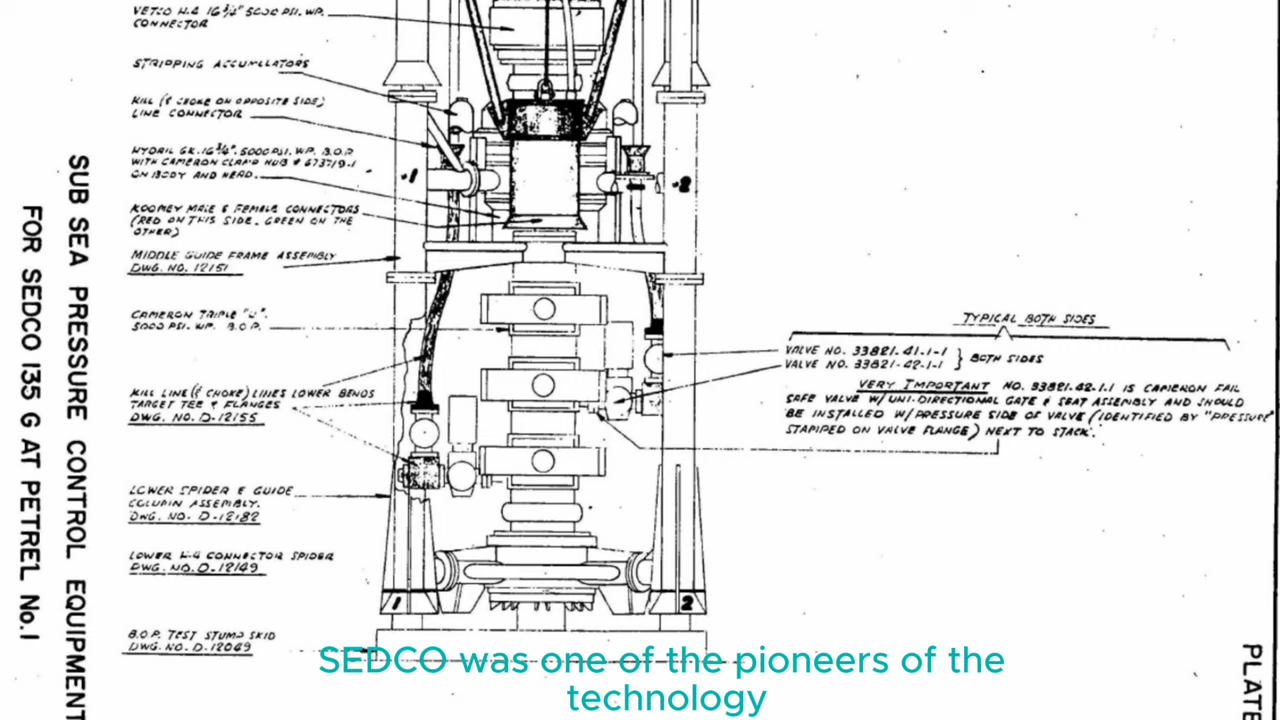 VETCO H-4 16¾" 5000 PSI. WP.
CONNECTOR
STRIPPING ACCUMULATORS
KILL (& CHOKE ON OPPOSITE SIDE)
LINE CONNECTOR
HYDRIL GK. 16¾". 5000 PSI. W.P. B.O.P.
WITH CAMERON CLAMP HUB # 673719-1
ON BODY AND HEAD.
KOOMEY MALE & FEMALE CONNECTORS
(RED ON THIS SIDE. GREEN ON THE
OTHER)
MIDDLE GUIDE FRAME ASSEMBLY
DWG. NO. 12151
CAMERON TRIPLE "U".
5000 PSI. WP. B.O.P.
KILL LINE (& CHOKE) LINES LOWER BENDS
TARGET TEE & FLANGES
DWG. NO. D-12155
LOWER SPIDER & GUIDE
COLUMN ASSEMBLY.
DWG. NO. D-12182
LOWER H-4 CONNECTOR SPIDER
DWG. NO. D-12149
B.O.P. TEST STUMP SKID
DWG. NO. D-12049
1
2
1
2
TYPICAL BOTH SIDES
VALVE NO. 33821-41-1-1
VALVE NO. 33821-42-1-1 } BOTH SIDES
VERY IMPORTANT NO. 33821-42-1.1 IS CAMERON FAIL
SAFE VALVE W/UNI-DIRECTIONAL GATE & SEAT ASSEMBLY AND SHOULD
BE INSTALLED W/PRESSURE SIDE OF VALVE (IDENTIFIED BY "PRESSURE"
STAMPED ON VALVE FLANGE) NEXT TO STACK.
SUB SEA PRESSURE CONTROL EQUIPMENT
FOR SEDCO 135 G AT PETREL No.1
PLATE
SEDCO was one of the pioneers of the
technology